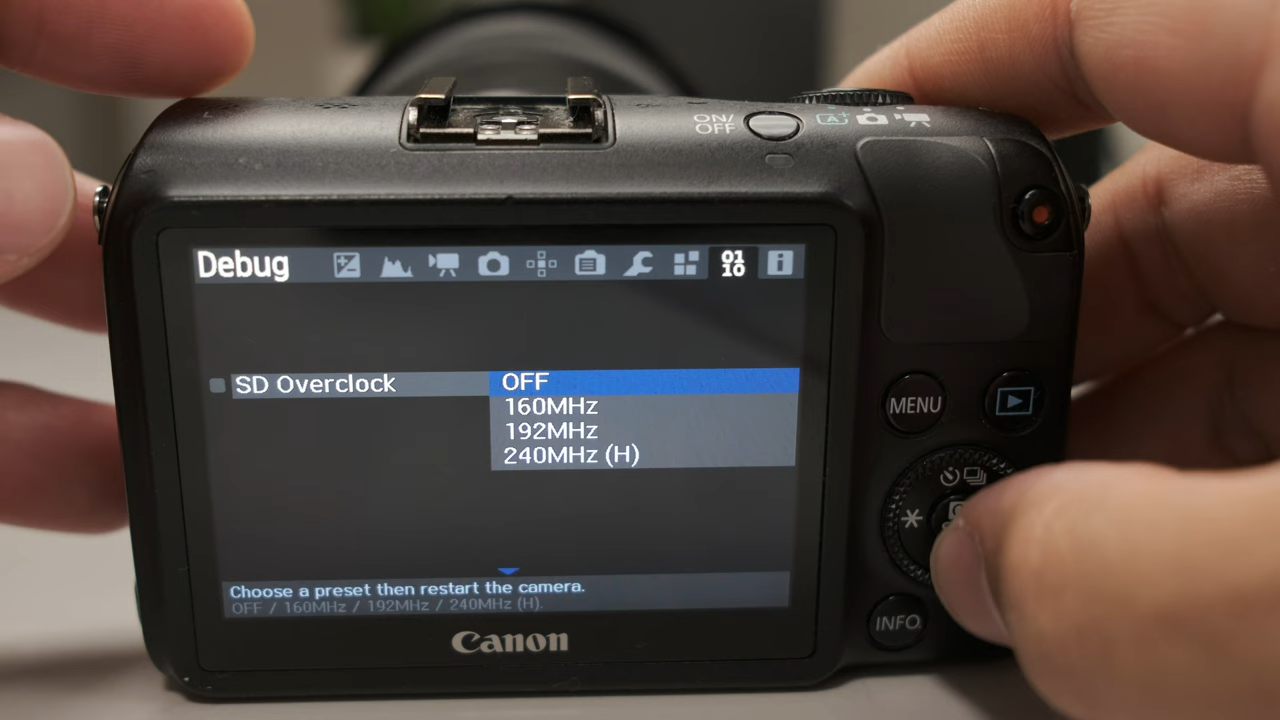 ON/
OFF
A+
Debug
01
10
i
SD Overclock
OFF
160MHz
192MHz
240MHz (H)
Choose a preset then restart the camera.
OFF / 160MHz / 192MHz / 240MHz (H).
Canon
MENU
INFO.